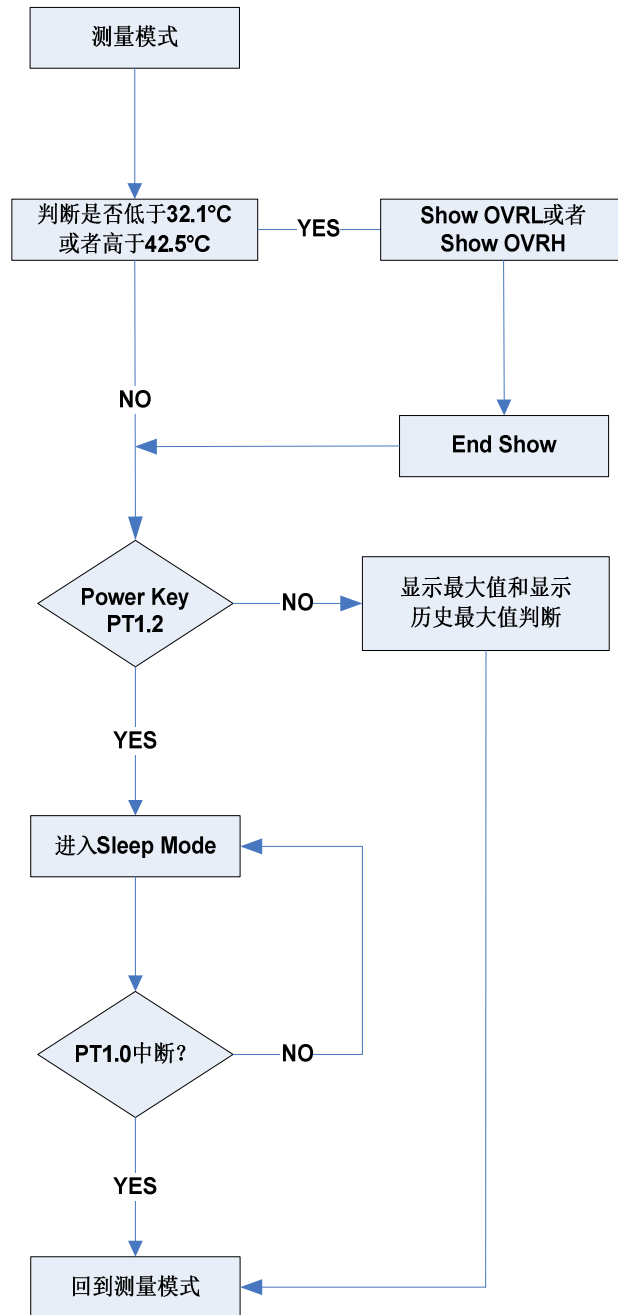 测量模式
判断是否低于32.1°C
或者高于42.5°C
YES
Show OVRL或者
Show OVRH
NO
End Show
Power Key
PT1.2
NO
显示最大值和显示
历史最大值判断
YES
进入Sleep Mode
PT1.0中断?
NO
YES
回到测量模式